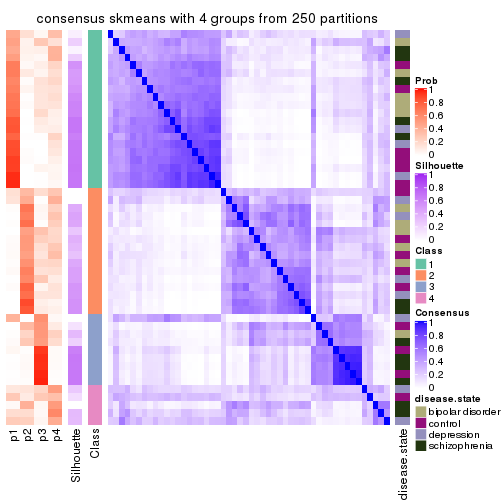 consensus skmeans with 4 groups from 250 partitions
Prob
1
0.8
0.6
0.4
0.2
0
Silhouette
1
0.8
0.6
0.4
0.2
0
Class
1
2
3
4
Consensus
1
0.8
0.6
0.4
0.2
0
disease.state
bipolar disorder
control
depression
schizophrenia
p1
p2
p3
p4
Silhouette
Class
disease.state